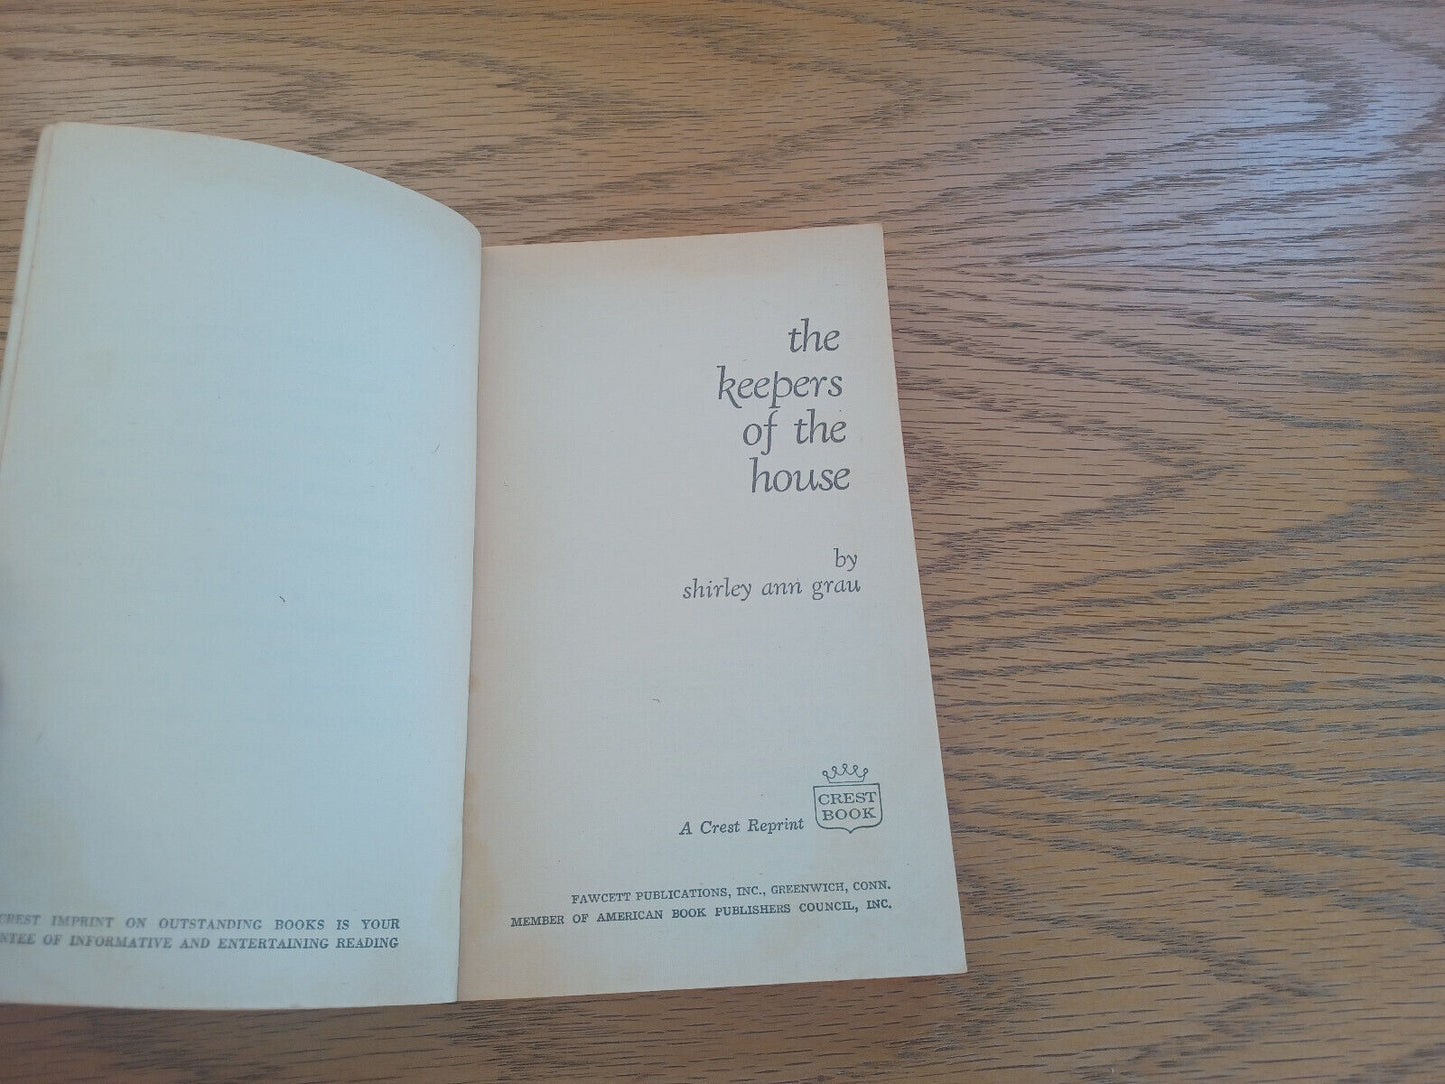 CREST IMPRINT ON OUTSTANDING BOOKS IS YOUR
OF INFORMATIVE AND ENTERTAINING READING
the
keepers
of the
house
by
shirley ann grau
A Crest Reprint
CREST
BOOK
FAWCETT PUBLICATIONS, INC., GREENWICH, CONN.
MEMBER OF AMERICAN BOOK PUBLISHERS COUNCIL, INC.